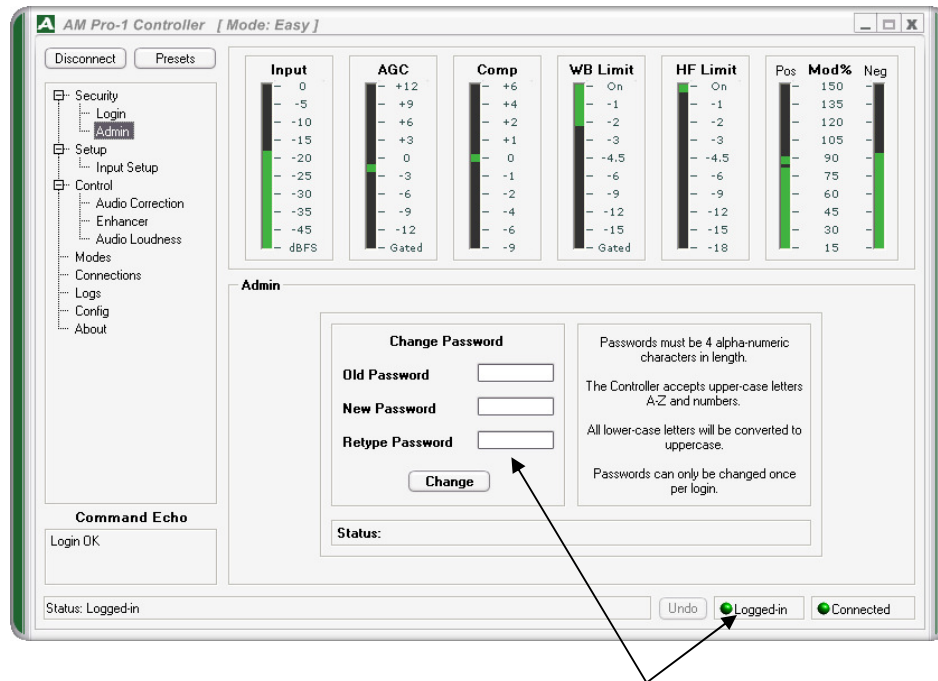 A AM Pro-1 Controller [ Mode: Easy ]
Disconnect Presets
Security
Login
Admin
Setup
Input Setup
Control
Audio Correction
Enhancer
Audio Loudness
Modes
Connections
Logs
Config
About
Command Echo
Login OK
Input AGC Comp WB Limit HF Limit Pos Mod% Neg
0 +12 +6 On On 150
-5 +9 +4 -1 -1 135
-10 +6 +2 -2 -2 120
-15 +3 +1 -3 -3 105
-20 0 0 -4.5 -4.5 90
-25 -3 -1 -6 -6 75
-30 -6 -2 -9 -9 60
-35 -9 -4 -12 -12 45
-45 -12 -6 -15 -15 30
dBFS Gated -9 Gated -18 15
Admin
Change Password
Old Password
New Password
Retype Password
Change
Passwords must be 4 alpha-numeric
characters in length.
The Controller accepts upper-case letters
A-Z and numbers.
All lower-case letters will be converted to
uppercase.
Passwords can only be changed once
per login.
Status:
Status: Logged-in
Undo Logged-in Connected